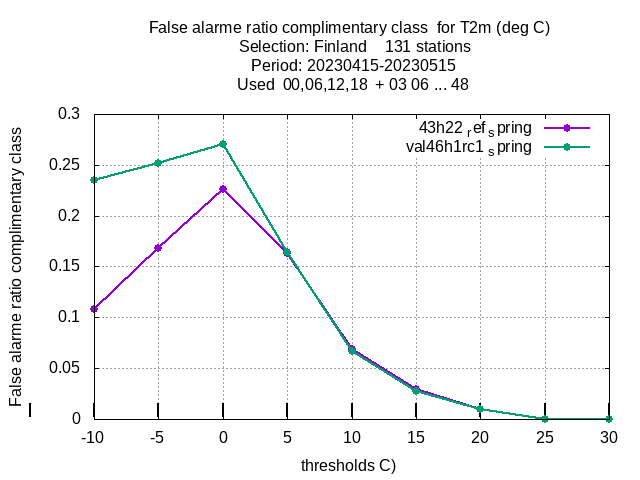 False alarme ratio complimentary class  for T2m (deg C)
Selection: Finland    131 stations
Period: 20230415-20230515
Used  00,06,12,18  + 03 06 ... 48
43h22 ref spring
val46h1rc1 spring
False alarme ratio complimentary class
0.3
0.25
0.2
0.15
0.1
0.05
0
-10 -5 0 5 10 15 20 25 30
thresholds C)